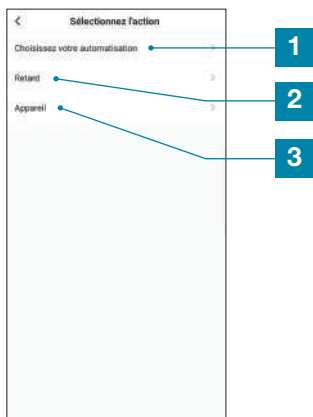 Sélectionnez l'action
Choisissez votre automatisation
1
Retard
2
Appareil
3